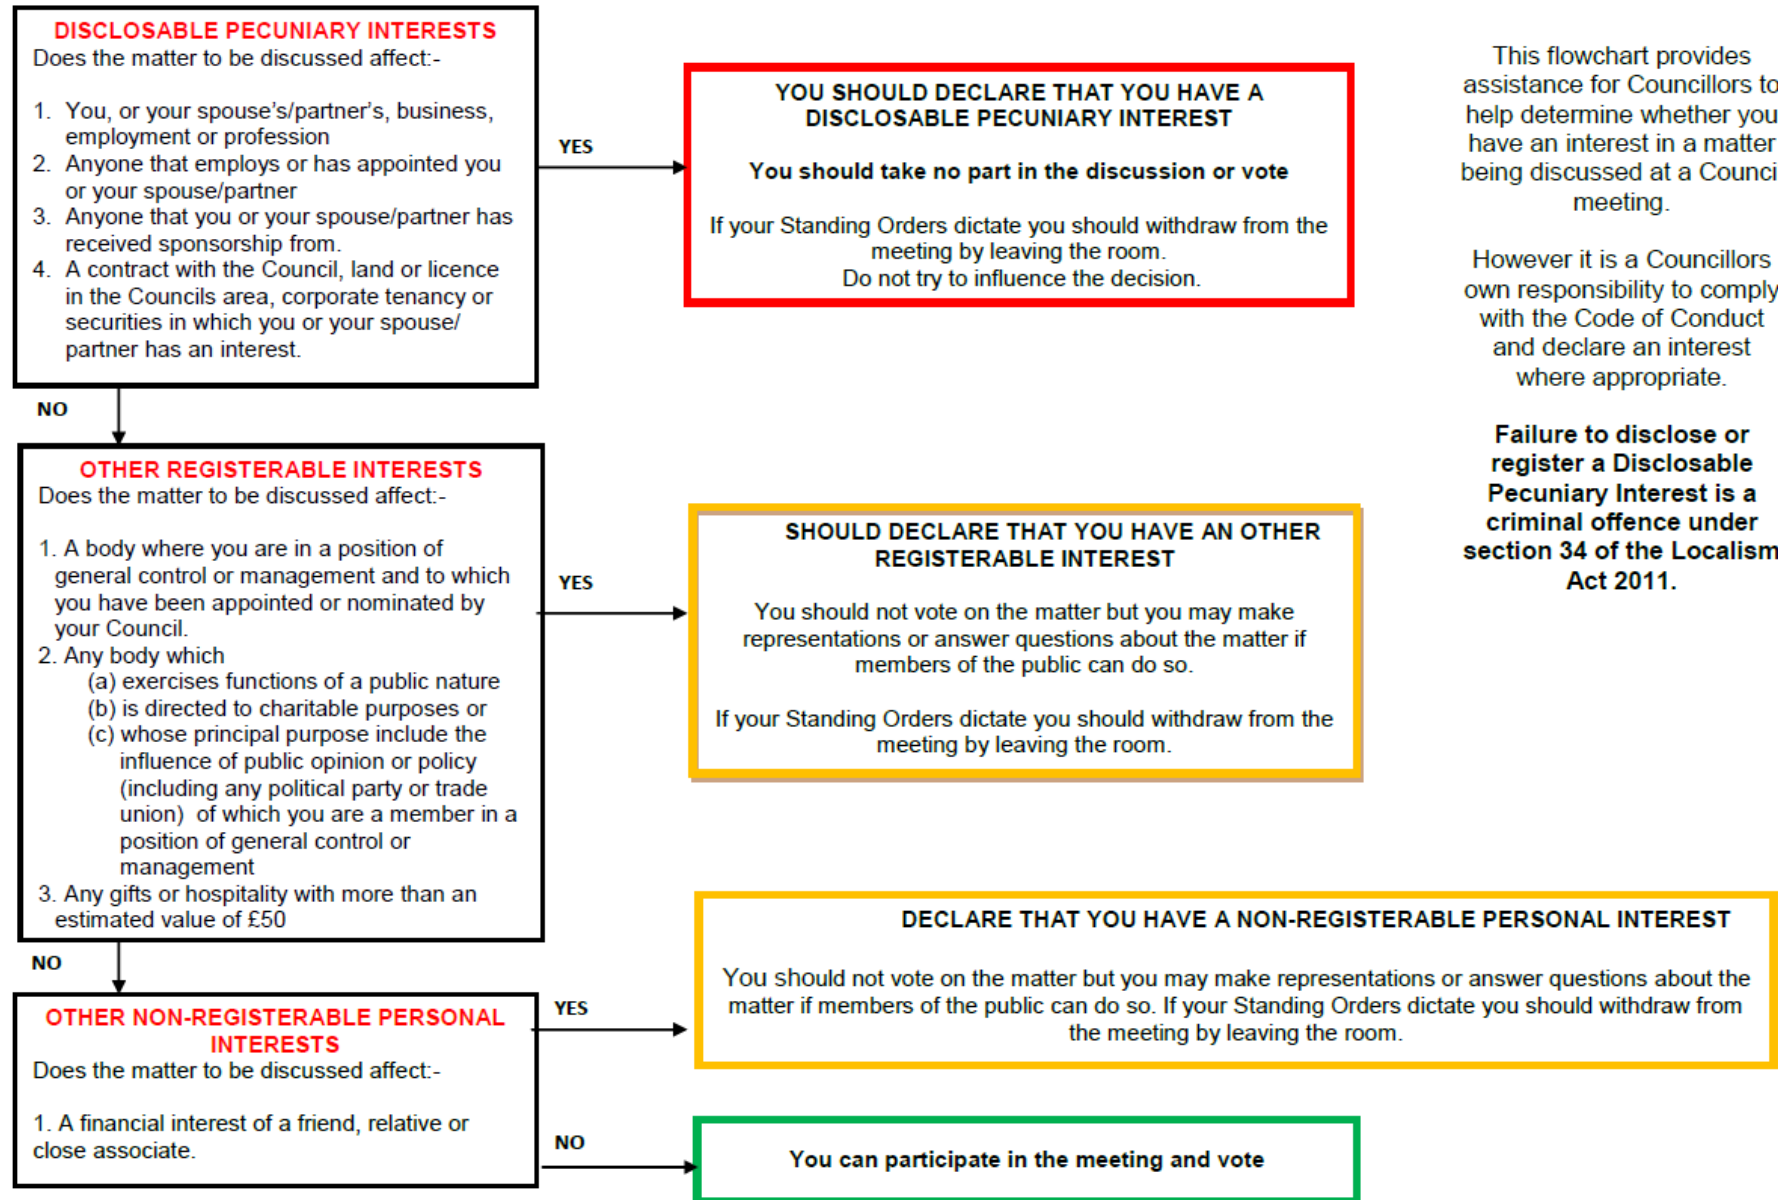 DISCLOSABLE PECUNIARY INTERESTS
Does the matter to be discussed affect:-
1. You, or your spouse's/partner's, business,
employment or profession
2. Anyone that employs or has appointed you
or your spouse/partner
3. Anyone that you or your spouse/partner has
received sponsorship from.
4. A contract with the Council, land or licence
in the Councils area, corporate tenancy or
securities in which you or your spouse/
partner has an interest.
YES
YOU SHOULD DECLARE THAT YOU HAVE A
DISCLOSABLE PECUNIARY INTEREST
You should take no part in the discussion or vote
If your Standing Orders dictate you should withdraw from the
meeting by leaving the room.
Do not try to influence the decision.
This flowchart provides
assistance for Councillors to
help determine whether you
have an interest in a matter
being discussed at a Counci
meeting.
However it is a Councillors
own responsibility to comply
with the Code of Conduct
and declare an interest
where appropriate.
Failure to disclose or
register a Disclosable
Pecuniary Interest is a
criminal offence under
section 34 of the Localism
Act 2011.
NO
OTHER REGISTERABLE INTERESTS
Does the matter to be discussed affect:-
1. A body where you are in a position of
general control or management and to which
you have been appointed or nominated by
your Council.
2. Any body which
(a) exercises functions of a public nature
(b) is directed to charitable purposes or
(c) whose principal purpose include the
influence of public opinion or policy
(including any political party or trade
union) of which you are a member in a
position of general control or
management
3. Any gifts or hospitality with more than an
estimated value of £50
YES
SHOULD DECLARE THAT YOU HAVE AN OTHER
REGISTERABLE INTEREST
You should not vote on the matter but you may make
representations or answer questions about the matter if
members of the public can do so.
If your Standing Orders dictate you should withdraw from the
meeting by leaving the room.
NO
OTHER NON-REGISTERABLE PERSONAL
INTERESTS
Does the matter to be discussed affect:-
1. A financial interest of a friend, relative or
close associate.
YES
DECLARE THAT YOU HAVE A NON-REGISTERABLE PERSONAL INTEREST
You should not vote on the matter but you may make representations or answer questions about the
matter if members of the public can do so. If your Standing Orders dictate you should withdraw from
the meeting by leaving the room.
NO
You can participate in the meeting and vote